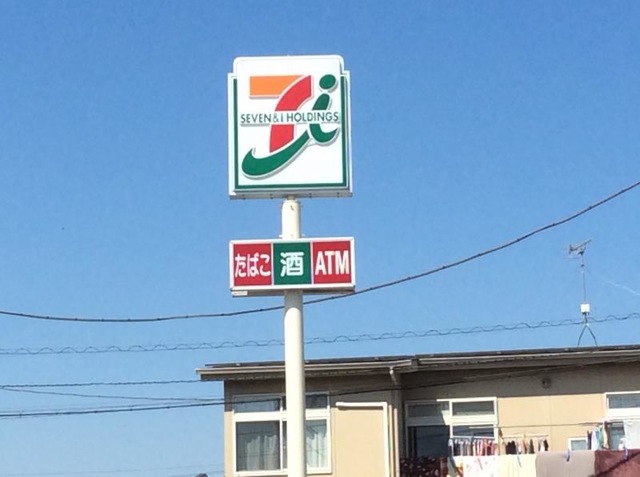 SEVEN & i HOLDINGS
たばこ 酒 ATM